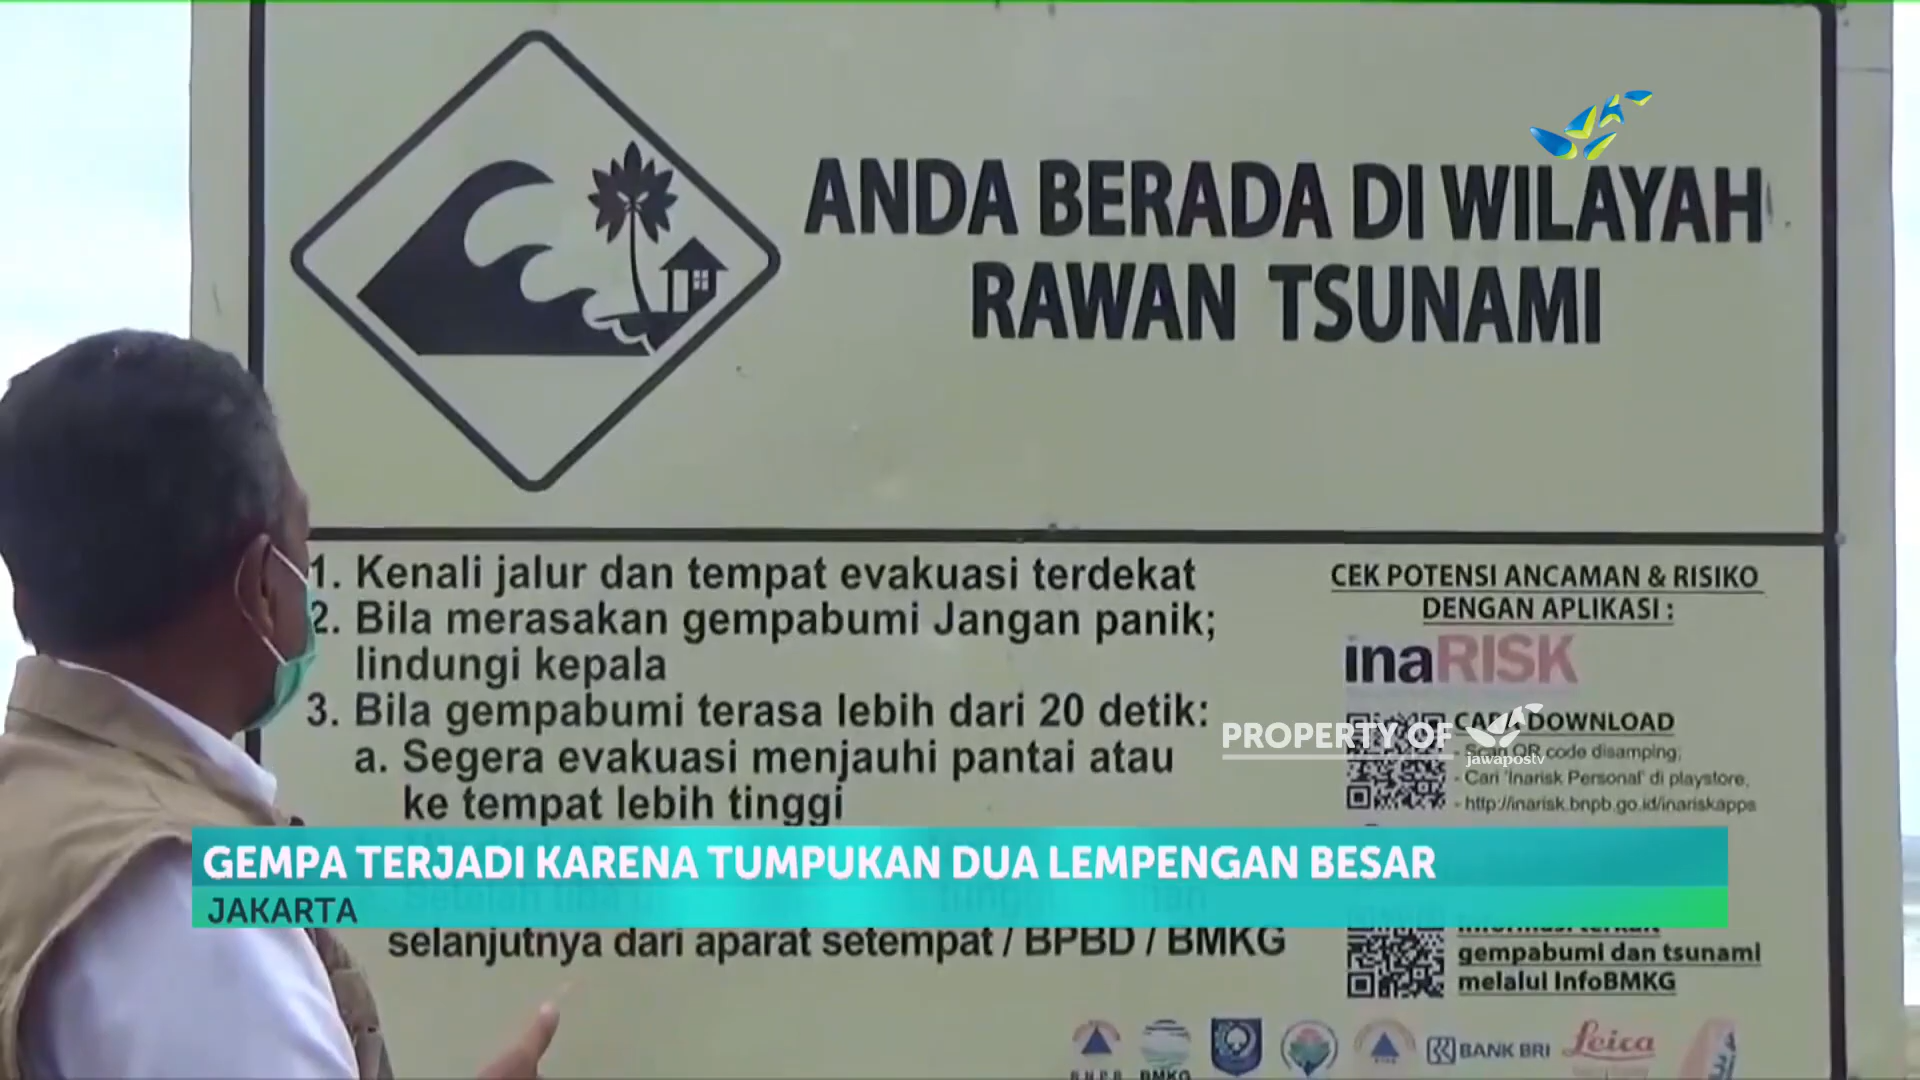 ANDA BERADA DI WILAYAH
RAWAN TSUNAMI
1. Kenali jalur dan tempat evakuasi terdekat
2. Bila merasakan gempabumi Jangan panik;
lindungi kepala
3. Bila gempabumi terasa lebih dari 20 detik:
a. Segera evakuasi menjauhi pantai atau
ke tempat lebih tinggi
selanjutnya dari aparat setempat / BPBD / BMKG
CEK POTENSI ANCAMAN & RISIKO
DENGAN APLIKASI :
inaRISK
CARA DOWNLOAD
- Scan QR code disamping;
- Cari 'Inarisk Personal' di playstore,
- http://inarisk.bnpb.go.id/inariskapps
PROPERTY OF
jawapostv
GEMPA TERJADI KARENA TUMPUKAN DUA LEMPENGAN BESAR
JAKARTA
gempabumi dan tsunami
melalui InfoBMKG
BNPB
BMKG
BANK BRI
Leica